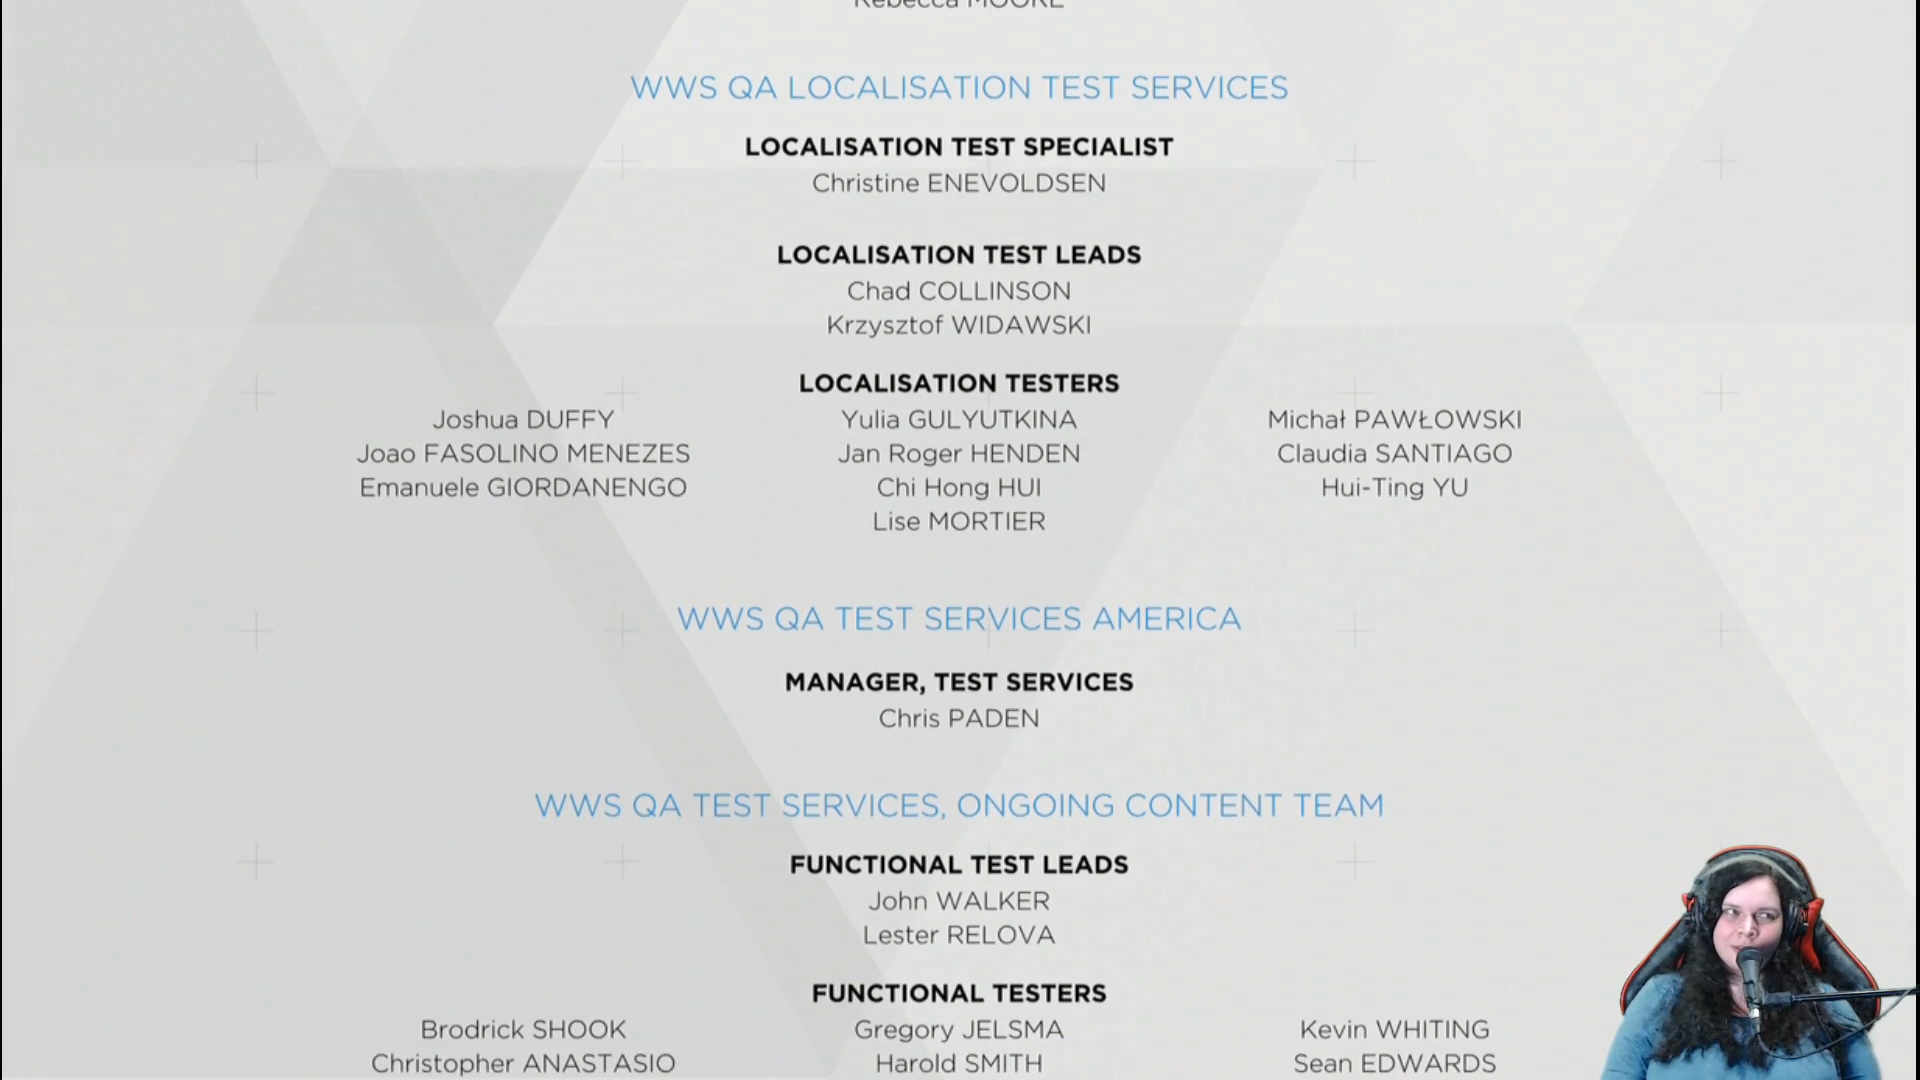 Rebecca MOORE
WWS QA LOCALISATION TEST SERVICES
LOCALISATION TEST SPECIALIST
Christine ENEVOLDSEN
LOCALISATION TEST LEADS
Chad COLLINSON
Krzysztof WIDAWSKI
LOCALISATION TESTERS
Joshua DUFFY Yulia GULYUTKINA Michał PAWŁOWSKI
Joao FASOLINO MENEZES Jan Roger HENDEN Claudia SANTIAGO
Emanuele GIORDANENGO Chi Hong HUI Hui-Ting YU
Lise MORTIER
WWS QA TEST SERVICES AMERICA
MANAGER, TEST SERVICES
Chris PADEN
WWS QA TEST SERVICES, ONGOING CONTENT TEAM
FUNCTIONAL TEST LEADS
John WALKER
Lester RELOVA
FUNCTIONAL TESTERS
Brodrick SHOOK Gregory JELSMA Kevin WHITING
Christopher ANASTASIO Harold SMITH Sean EDWARDS